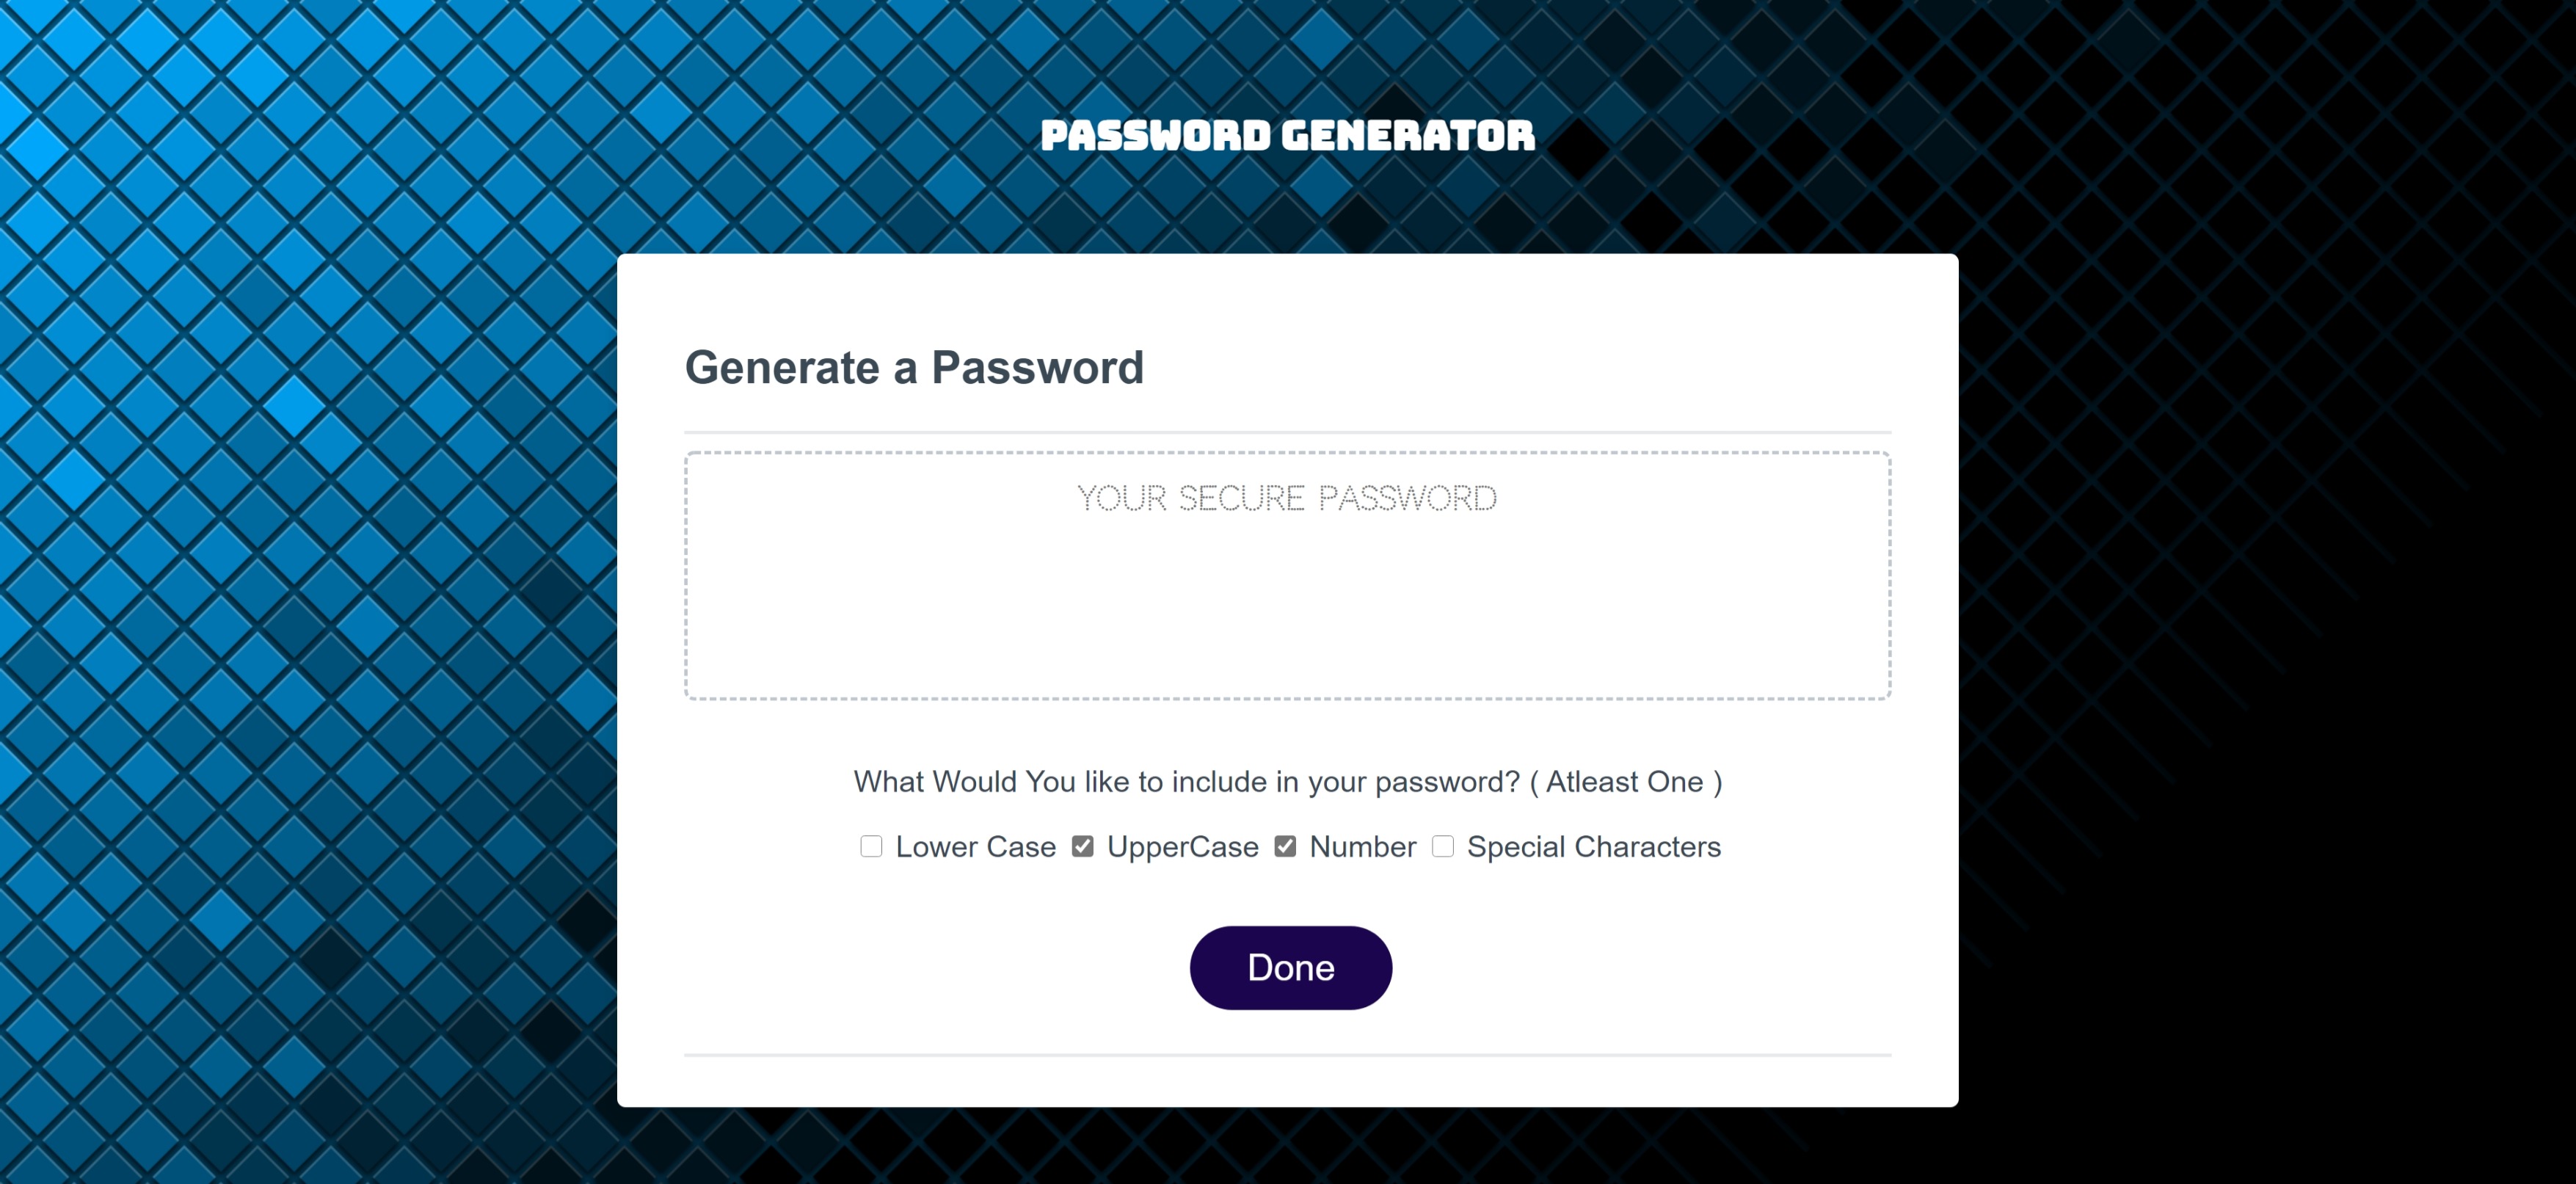 PASSWORD GENERATOR
Generate a Password
YOUR SECURE PASSWORD
What Would You like to include in your password? ( Atleast One )
Lower Case UpperCase Number Special Characters
Done